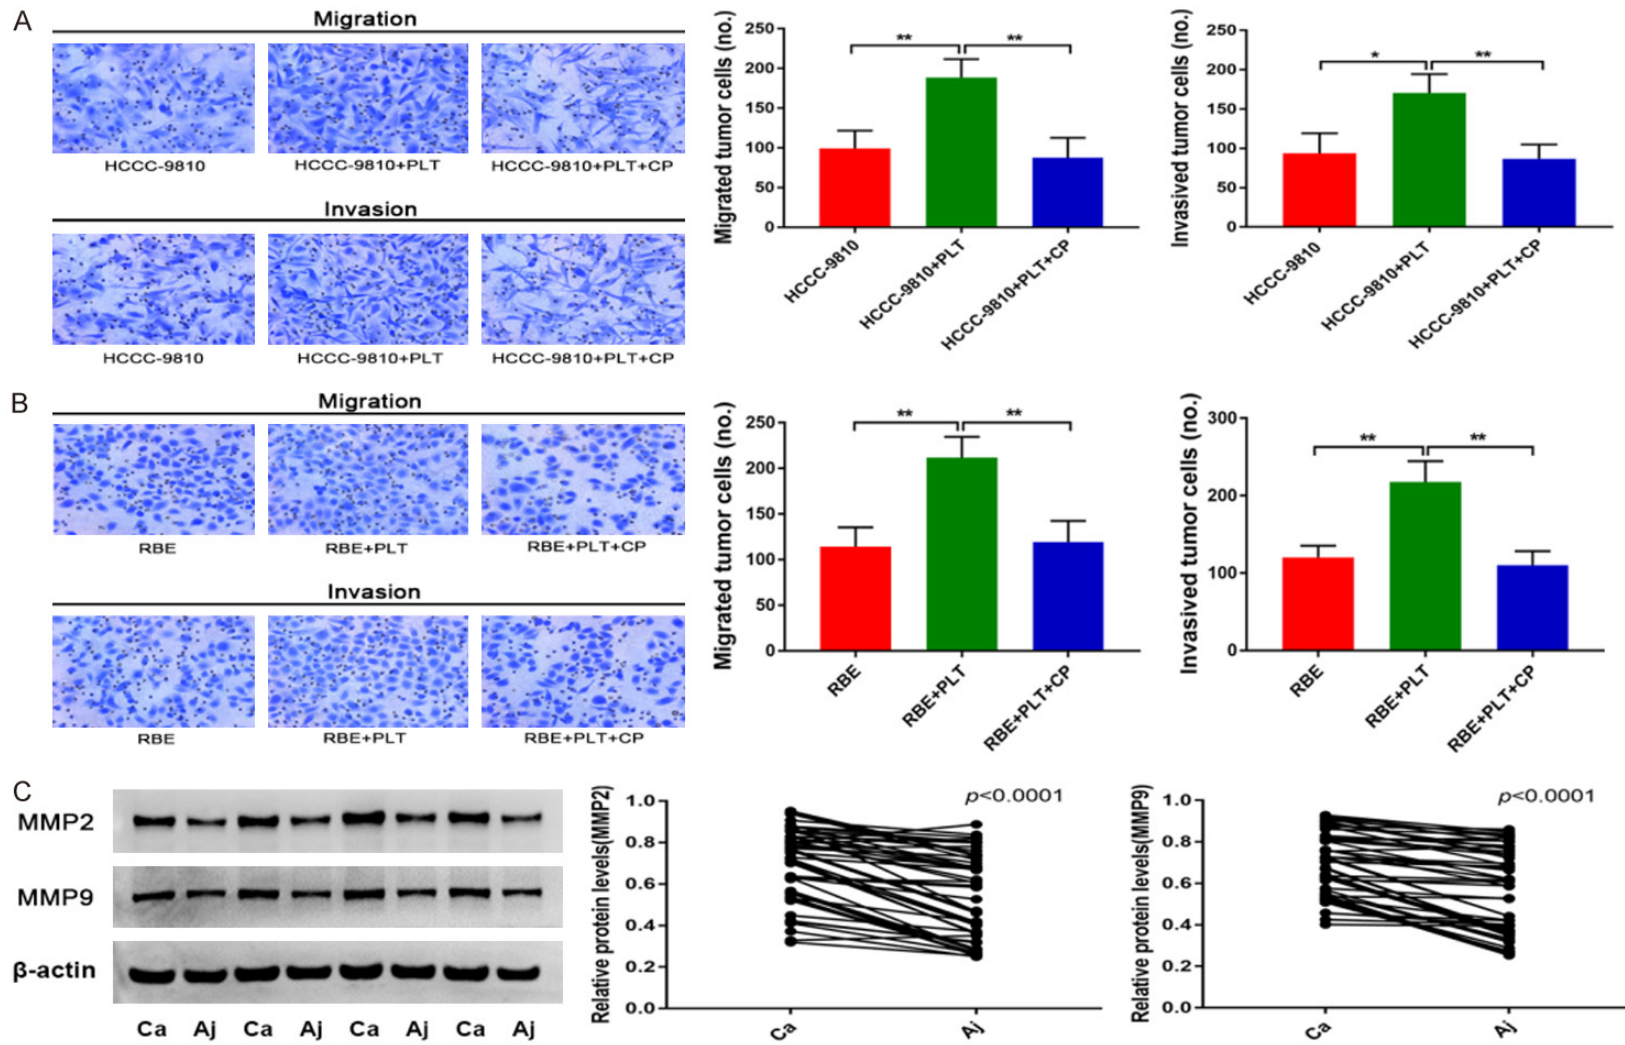 A
Migration
HCCC-9810
HCCC-9810+PLT
HCCC-9810+PLT+CP
Invasion
HCCC-9810
HCCC-9810+PLT
HCCC-9810+PLT+CP
Migrated tumor cells (no.)
250
200
150
100
50
0
**
**
HCCC-9810
HCCC-9810+PLT
HCCC-9810+PLT+CP
Invasived tumor cells (no.)
250
200
150
100
50
0
*
**
HCCC-9810
HCCC-9810+PLT
HCCC-9810+PLT+CP
B
Migration
RBE
RBE+PLT
RBE+PLT+CP
Invasion
RBE
RBE+PLT
RBE+PLT+CP
Migrated tumor cells (no.)
250
200
150
100
50
0
**
**
RBE
RBE+PLT
RBE+PLT+CP
Invasived tumor cells (no.)
300
200
100
0
**
**
RBE
RBE+PLT
RBE+PLT+CP
C
MMP2
MMP9
β-actin
Ca Aj Ca Aj Ca Aj Ca Aj
Relative protein levels(MMP2)
1.0
0.8
0.6
0.4
0.2
0.0
p<0.0001
Ca
Aj
Relative protein levels(MMP9)
1.0
0.8
0.6
0.4
0.2
0.0
p<0.0001
Ca
Aj